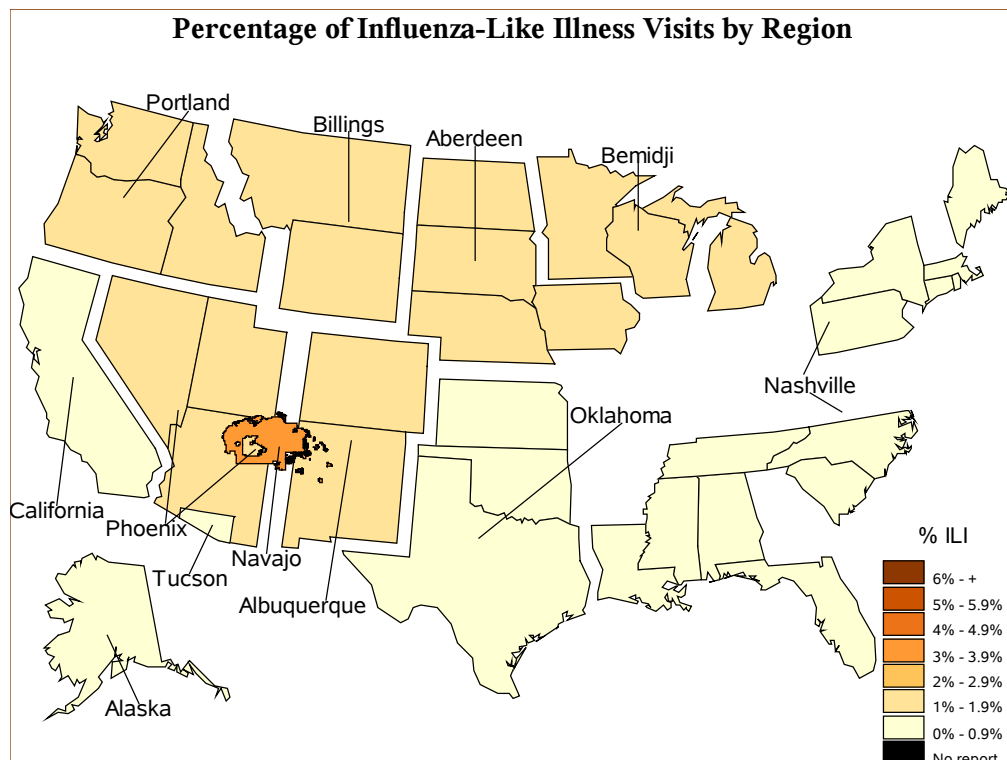 Percentage of Influenza-Like Illness Visits by Region
Portland
Billings
Aberdeen
Bemidji
Nashville
Oklahoma
California
Phoenix
Navajo
Tucson
Albuquerque
Alaska
% ILI
6% - +
5% - 5.9%
4% - 4.9%
3% - 3.9%
2% - 2.9%
1% - 1.9%
0% - 0.9%
No report